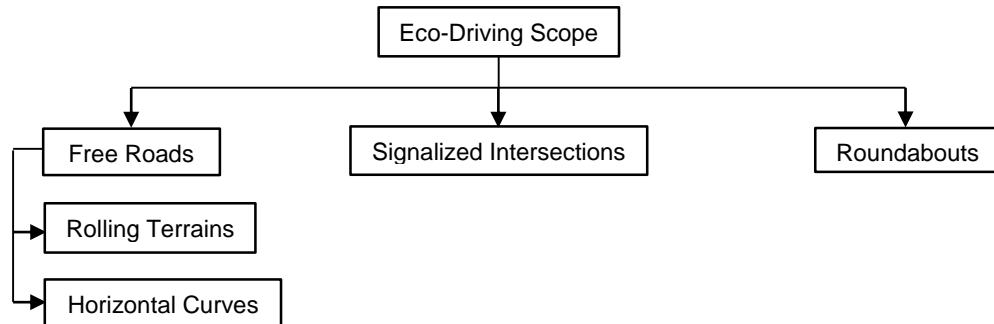 Eco-Driving Scope
Free Roads
Signalized Intersections
Roundabouts
Rolling Terrains
Horizontal Curves